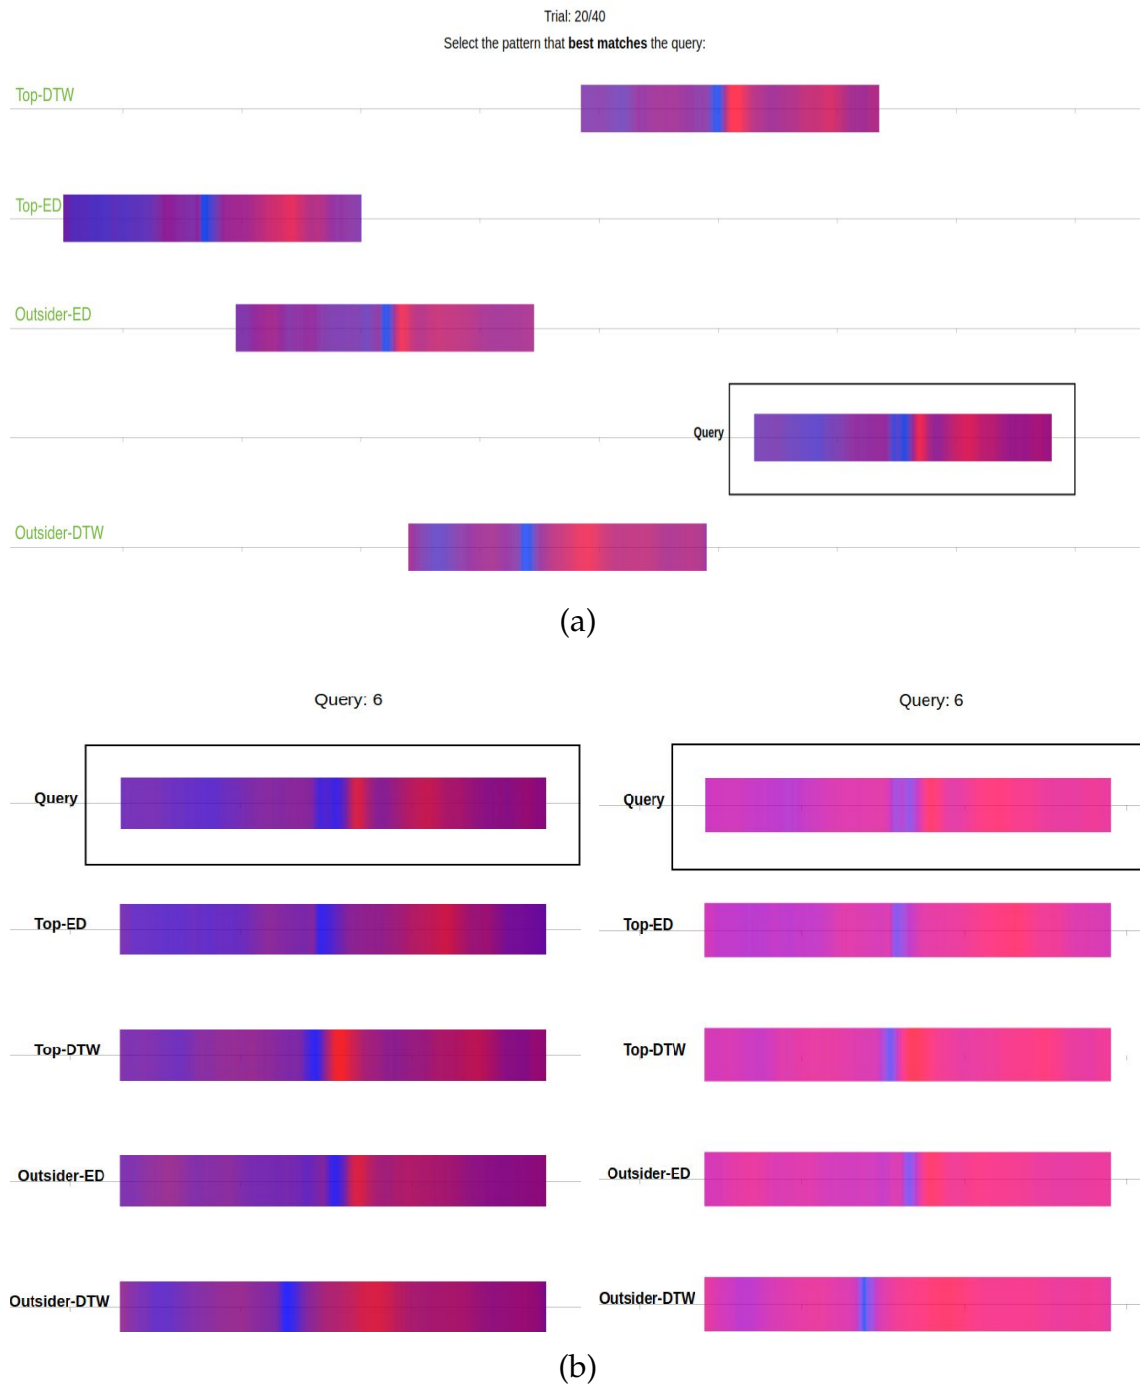 Trial: 20/40
Select the pattern that best matches the query:
Top-DTW
Top-ED
Outsider-ED
Query
Outsider-DTW
(a)
Query: 6
Query
Top-ED
Top-DTW
Outsider-ED
Outsider-DTW
Query: 6
Query
Top-ED
Top-DTW
Outsider-ED
Outsider-DTW
(b)